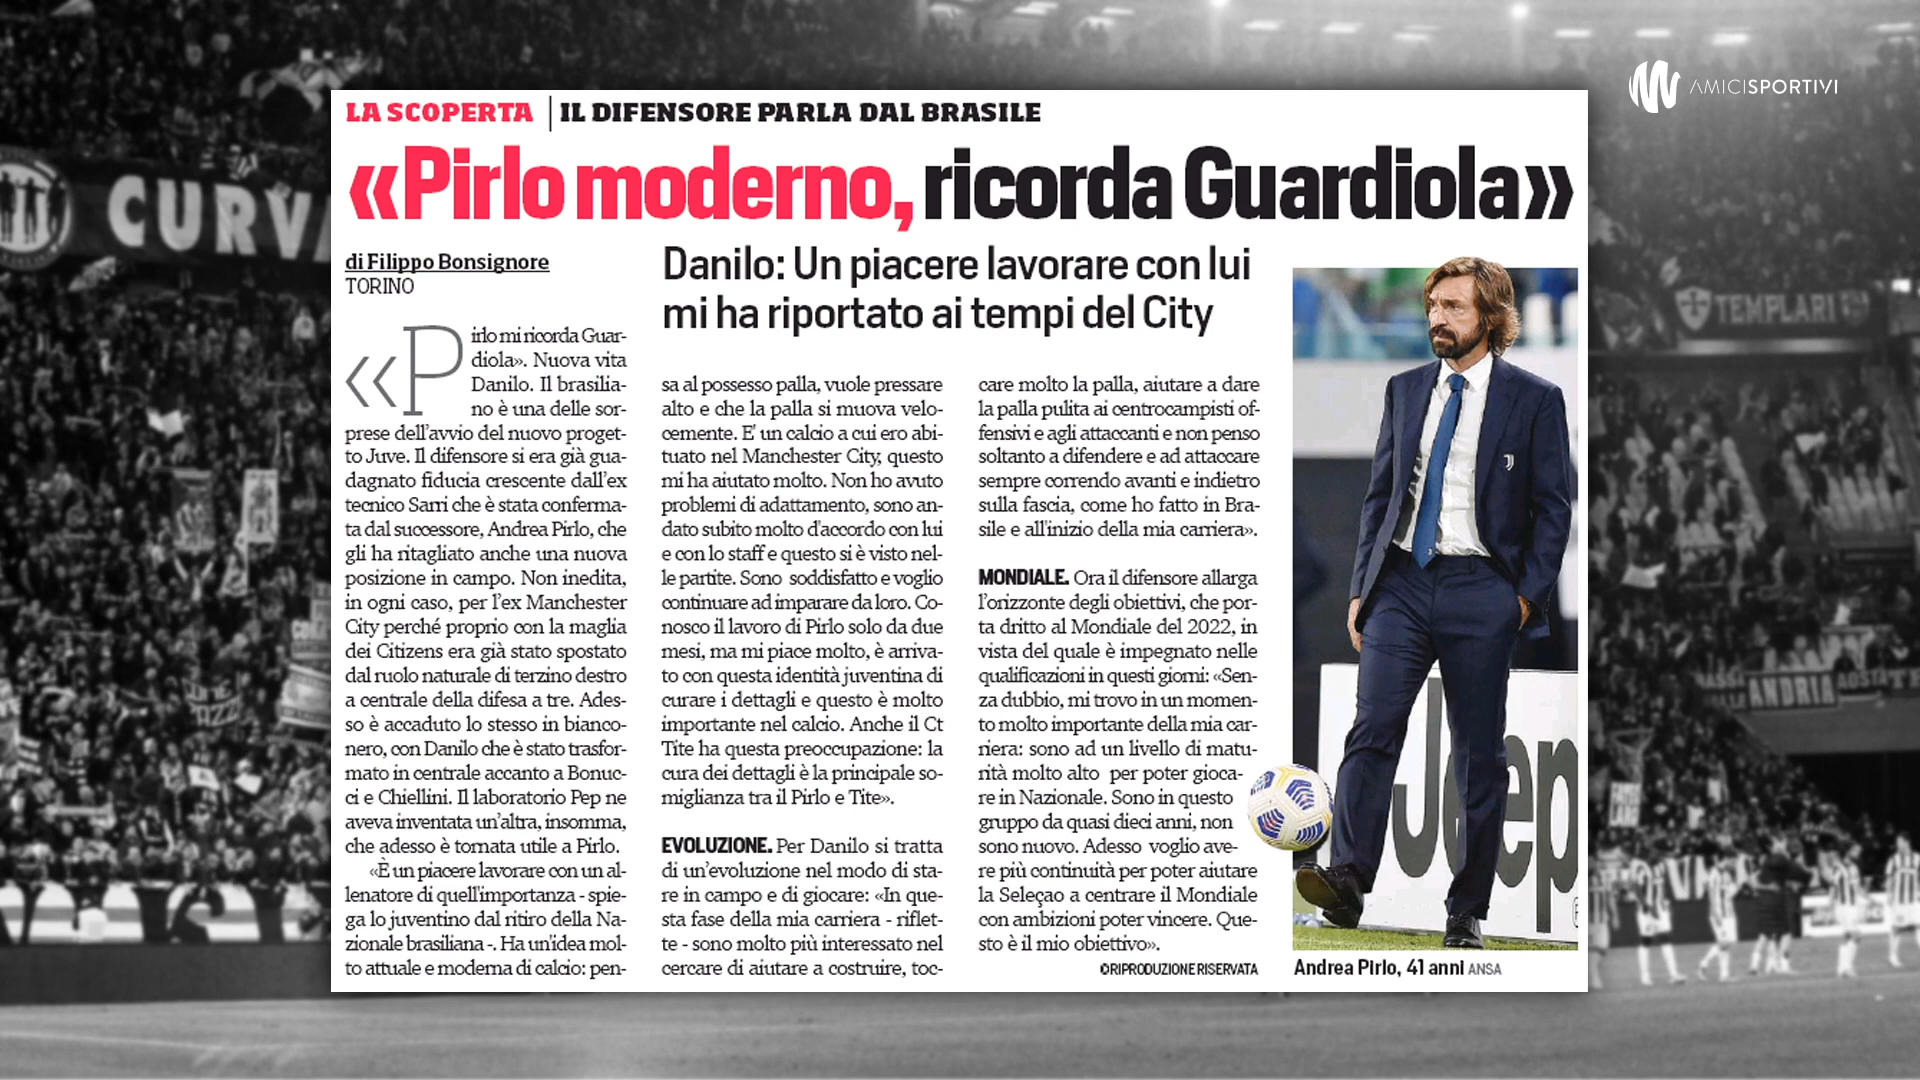 AMICISPORTIVI
LA SCOPERTA | IL DIFENSORE PARLA DAL BRASILE
«Pirlo moderno, ricorda Guardiola»
di Filippo Bonsignore
TORINO
Danilo: Un piacere lavorare con lui
mi ha riportato ai tempi del City
«Pirlo mi ricorda Guar-
diola». Nuova vita
Danilo. Il brasilia-
no è una delle sor-
prese dell'avvio del nuovo proget-
to Juve. Il difensore si era già gua-
dagnato fiducia crescente dall'ex
tecnico Sarri che è stata conferma-
ta dal successore, Andrea Pirlo, che
gli ha ritagliato anche una nuova
posizione in campo. Non inedita,
in ogni caso, per l'ex Manchester
City perché proprio con la maglia
dei Citizens era già stato spostato
dal ruolo naturale di terzino destro
a centrale della difesa a tre. Ades-
so è accaduto lo stesso in bianco-
nero, con Danilo che è stato trasfor-
mato in centrale accanto a Bonuc-
ci e Chiellini. Il laboratorio Pep ne
aveva inventata un'altra, insomma,
che adesso è tornata utile a Pirlo.
«È un piacere lavorare con un al-
lenatore di quell'importanza - spie-
ga lo juventino dal ritiro della Na-
zionale brasiliana -. Ha un'idea mol-
to attuale e moderna di calcio: pen-
sa al possesso palla, vuole pressare
alto e che la palla si muova velo-
cemente. E' un calcio a cui ero abi-
tuato nel Manchester City, questo
mi ha aiutato molto. Non ho avuto
problemi di adattamento, sono an-
dato subito molto d'accordo con lui
e con lo staff e questo si è visto nel-
le partite. Sono soddisfatto e voglio
continuare ad imparare da loro. Co-
nosco il lavoro di Pirlo solo da due
mesi, ma mi piace molto, è arriva-
to con questa identità juventina di
curare i dettagli e questo è molto
importante nel calcio. Anche il Ct
Tite ha questa preoccupazione: la
cura dei dettagli è la principale so-
miglianza tra il Pirlo e Tite».
EVOLUZIONE. Per Danilo si tratta
di un'evoluzione nel modo di sta-
re in campo e di giocare: «In que-
sta fase della mia carriera - riflet-
te - sono molto più interessato nel
cercare di aiutare a costruire, toc-
care molto la palla, aiutare a dare
la palla pulita ai centrocampisti of-
fensivi e agli attaccanti e non penso
soltanto a difendere e ad attaccare
sempre correndo avanti e indietro
sulla fascia, come ho fatto in Bra-
sile e all'inizio della mia carriera».
MONDIALE. Ora il difensore allarga
l'orizzonte degli obiettivi, che por-
ta dritto al Mondiale del 2022, in
vista del quale è impegnato nelle
qualificazioni in questi giorni: «Sen-
za dubbio, mi trovo in un momen-
to molto importante della mia car-
riera: sono ad un livello di matu-
rità molto alto per poter gioca-
re in Nazionale. Sono in questo
gruppo da quasi dieci anni, non
sono nuovo. Adesso voglio ave-
re più continuità per poter aiutare
la Seleçao a centrare il Mondiale
con ambizioni poter vincere. Que-
sto è il mio obiettivo».
©RIPRODUZIONE RISERVATA
Jeep
Andrea Pirlo, 41 anni ANSA
CURVA
TEMPLARI
ANDRIA